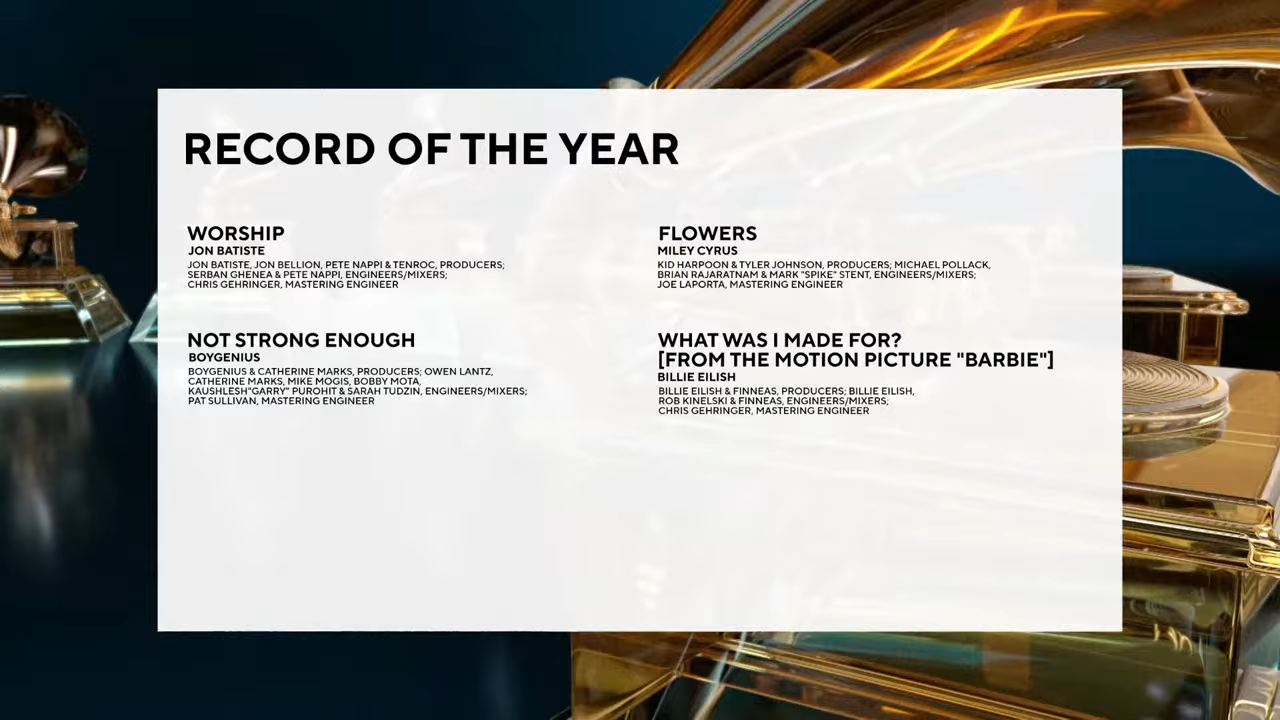 RECORD OF THE YEAR
WORSHIP
JON BATISTE
JON BATISTE, JON BELLION, PETE NAPPI & TENROC, PRODUCERS;
SERBAN GHENEA & PETE NAPPI, ENGINEERS/MIXERS;
CHRIS GEHRINGER, MASTERING ENGINEER
NOT STRONG ENOUGH
BOYGENIUS
BOYGENIUS & CATHERINE MARKS, PRODUCERS; OWEN LANTZ,
CATHERINE MARKS, MIKE MOGIS, BOBBY MOTA,
KAUSHLESH"GARRY" PUROHIT & SARAH TUDZIN, ENGINEERS/MIXERS;
PAT SULLIVAN, MASTERING ENGINEER
FLOWERS
MILEY CYRUS
KID HARPOON & TYLER JOHNSON, PRODUCERS; MICHAEL POLLACK,
BRIAN RAJARATNAM & MARK "SPIKE" STENT, ENGINEERS/MIXERS;
JOE LAPORTA, MASTERING ENGINEER
WHAT WAS I MADE FOR?
[FROM THE MOTION PICTURE "BARBIE"]
BILLIE EILISH
BILLIE EILISH & FINNEAS, PRODUCERS; BILLIE EILISH,
ROB KINELSKI & FINNEAS, ENGINEERS/MIXERS;
CHRIS GEHRINGER, MASTERING ENGINEER